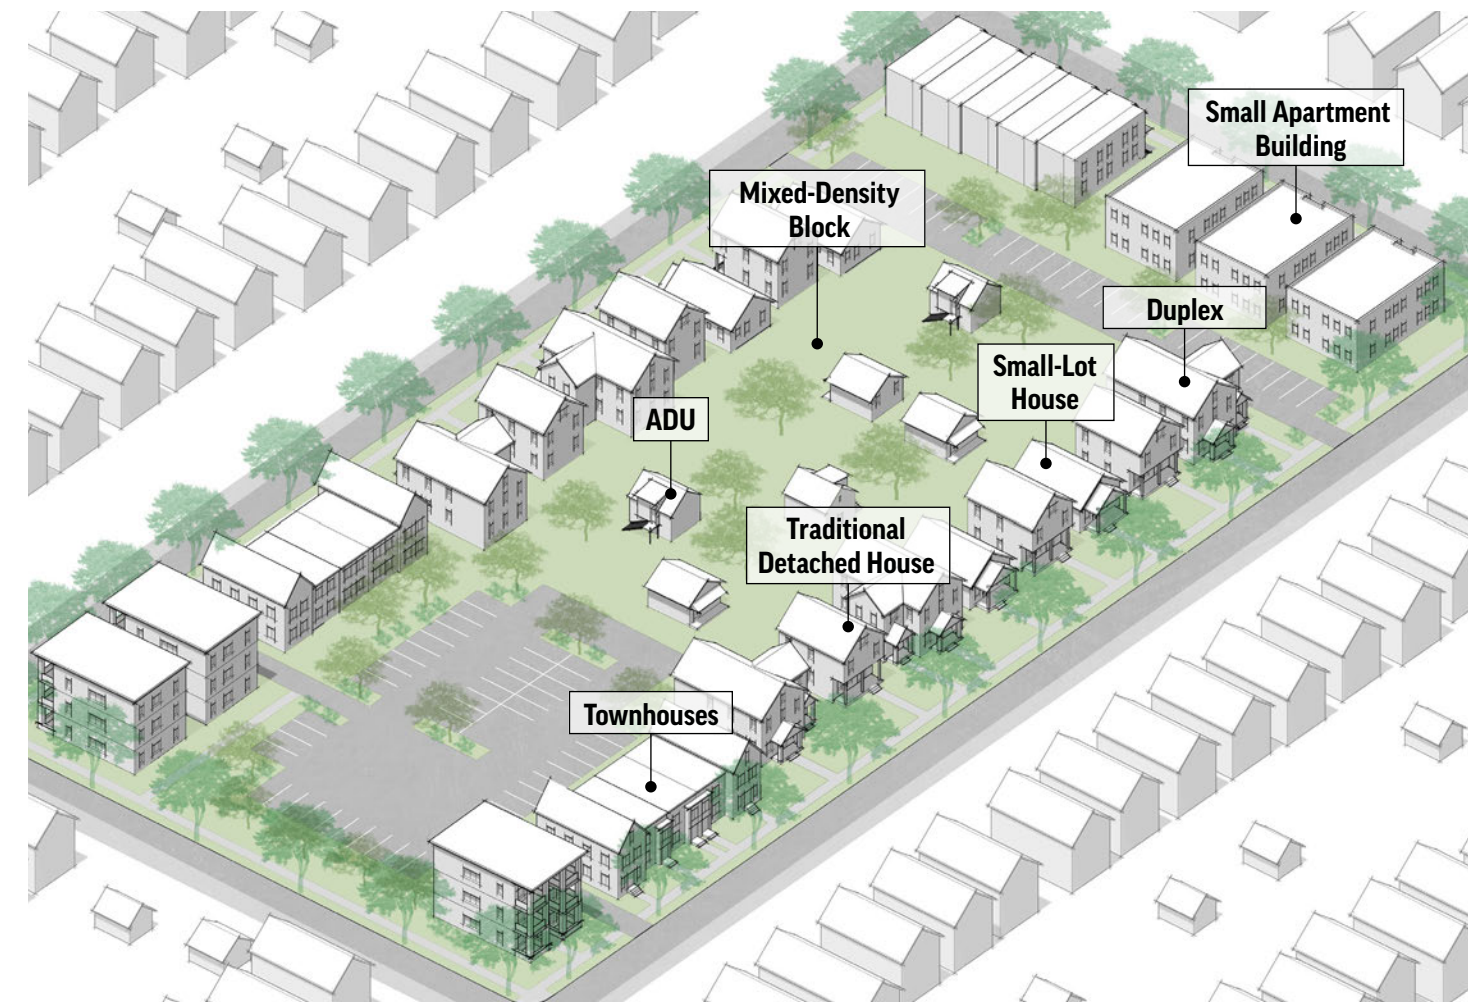 Small Apartment
Building
Mixed-Density
Block
Duplex
Small-Lot
House
ADU
Traditional
Detached House
Townhouses